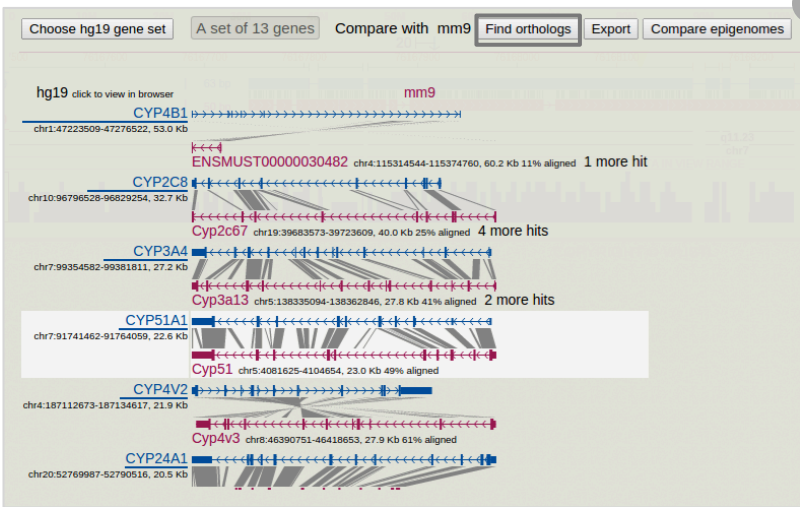 Choose hg19 gene set A set of 13 genes Compare with mm9 Find orthologs Export Compare epigenomes
hg19 click to view in browser mm9
CYP4B1
chr1:47223509-47276522, 53.0 Kb
ENSMUST00000030482 chr4:115314544-115374760, 60.2 Kb 11% aligned 1 more hit
CYP2C8
chr10:96796528-96829254, 32.7 Kb
Cyp2c67 chr19:39683573-39723609, 40.0 Kb 25% aligned 4 more hits
CYP3A4
chr7:99354582-99381811, 27.2 Kb
Cyp3a13 chr5:138335094-138362846, 27.8 Kb 41% aligned 2 more hits
CYP51A1
chr7:91741462-91764059, 22.6 Kb
Cyp51 chr5:4081625-4104654, 23.0 Kb 49% aligned
CYP4V2
chr4:187112673-187134617, 21.9 Kb
Cyp4v3 chr8:46390751-46418653, 27.9 Kb 61% aligned
CYP24A1
chr20:52769987-52790516, 20.5 Kb